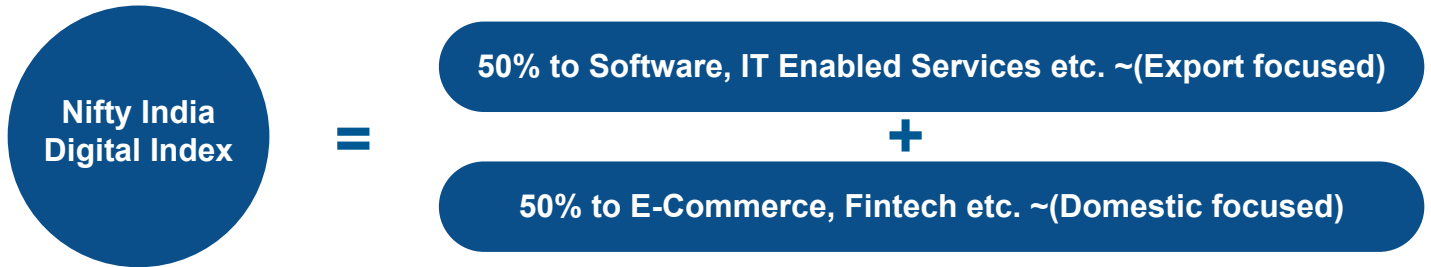 Nifty India
Digital Index
=
50% to Software, IT Enabled Services etc. ~(Export focused)
+
50% to E-Commerce, Fintech etc. ~(Domestic focused)